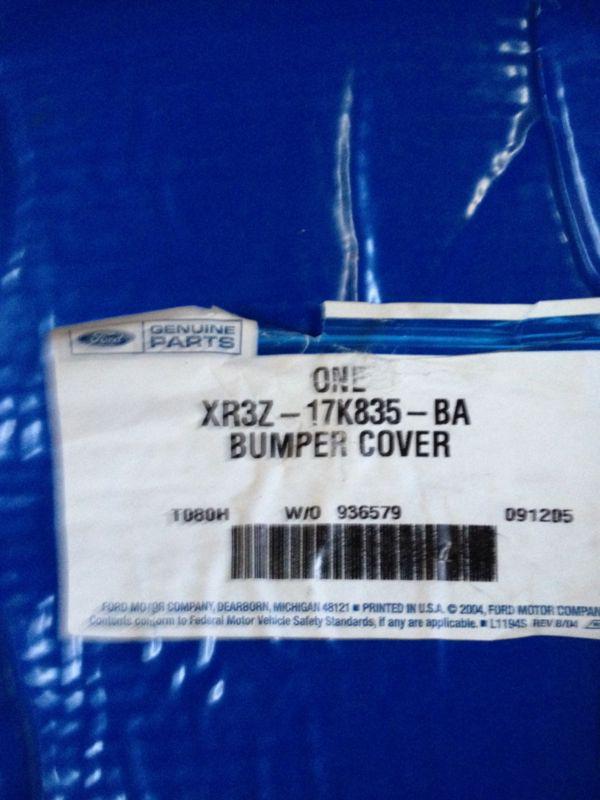 Ford GENUINE
PARTS
ONE
XR3Z-17K835-BA
BUMPER COVER
T080H W/O 936579 091205
FORD MOTOR COMPANY, DEARBORN, MICHIGAN 48121 ■ PRINTED IN U.S.A. © 2004, FORD MOTOR COMPAN
Contents conform to Federal Motor Vehicle Safety Standards, if any are applicable. ■ L1194S REV 8/04